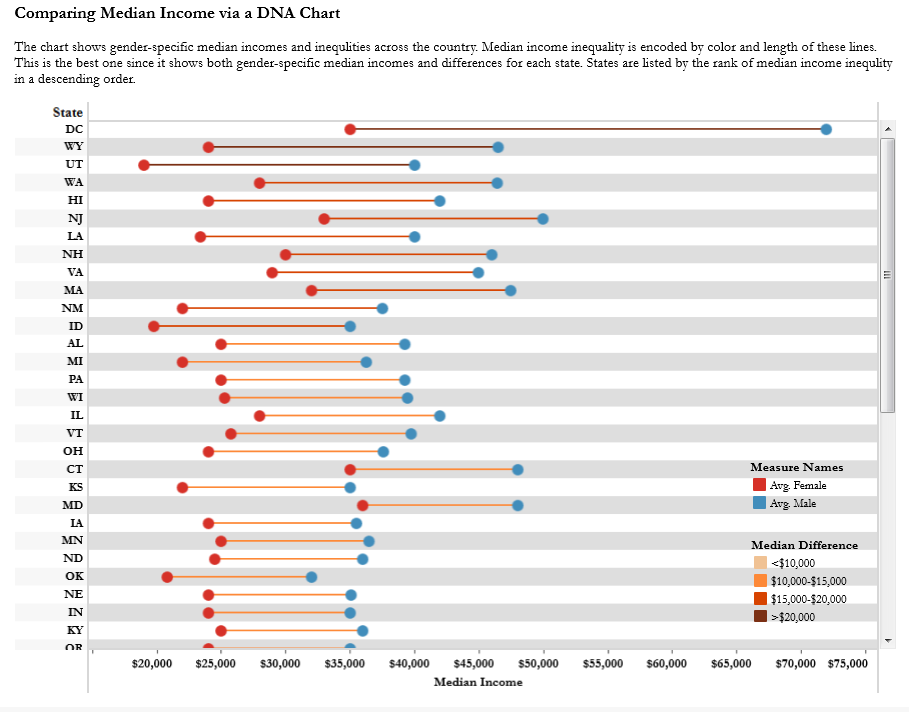 Comparing Median Income via a DNA Chart
The chart shows gender-specific median incomes and inequlities across the country. Median income inequality is encoded by color and length of these lines.
This is the best one since it shows both gender-specific median incomes and differences for each state. States are listed by the rank of median income inequlity
in a descending order.
State
DC
WY
UT
WA
HI
NJ
LA
NH
VA
MA
NM
ID
AL
MI
PA
WI
IL
VT
OH
CT
KS
MD
IA
MN
ND
OK
NE
IN
KY
OR
Measure Names
Avg. Female
Avg. Male
Median Difference
<$10,000
$10,000-$15,000
$15,000-$20,000
>$20,000
$20,000 $25,000 $30,000 $35,000 $40,000 $45,000 $50,000 $55,000 $60,000 $65,000 $70,000 $75,000
Median Income